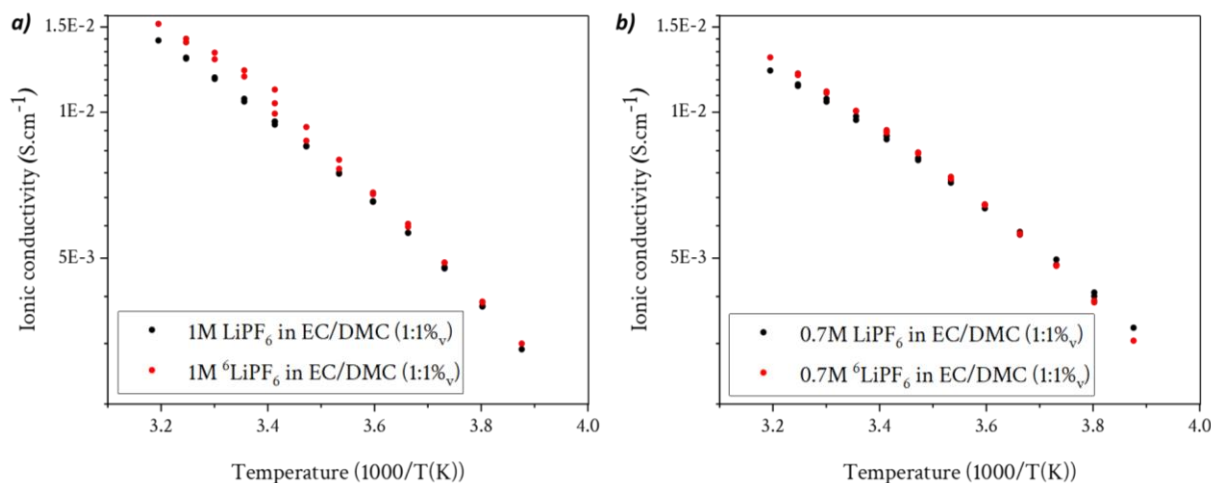 a)
Ionic conductivity (S.cm⁻¹)
1.5E-2
1E-2
5E-3
1M LiPF₆ in EC/DMC (1:1%ᵥ)
1M ⁶LiPF₆ in EC/DMC (1:1%ᵥ)
3.2 3.4 3.6 3.8 4.0
Temperature (1000/T(K))
b)
Ionic conductivity (S.cm⁻¹)
1.5E-2
1E-2
5E-3
0.7M LiPF₆ in EC/DMC (1:1%ᵥ)
0.7M ⁶LiPF₆ in EC/DMC (1:1%ᵥ)
3.2 3.4 3.6 3.8 4.0
Temperature (1000/T(K))